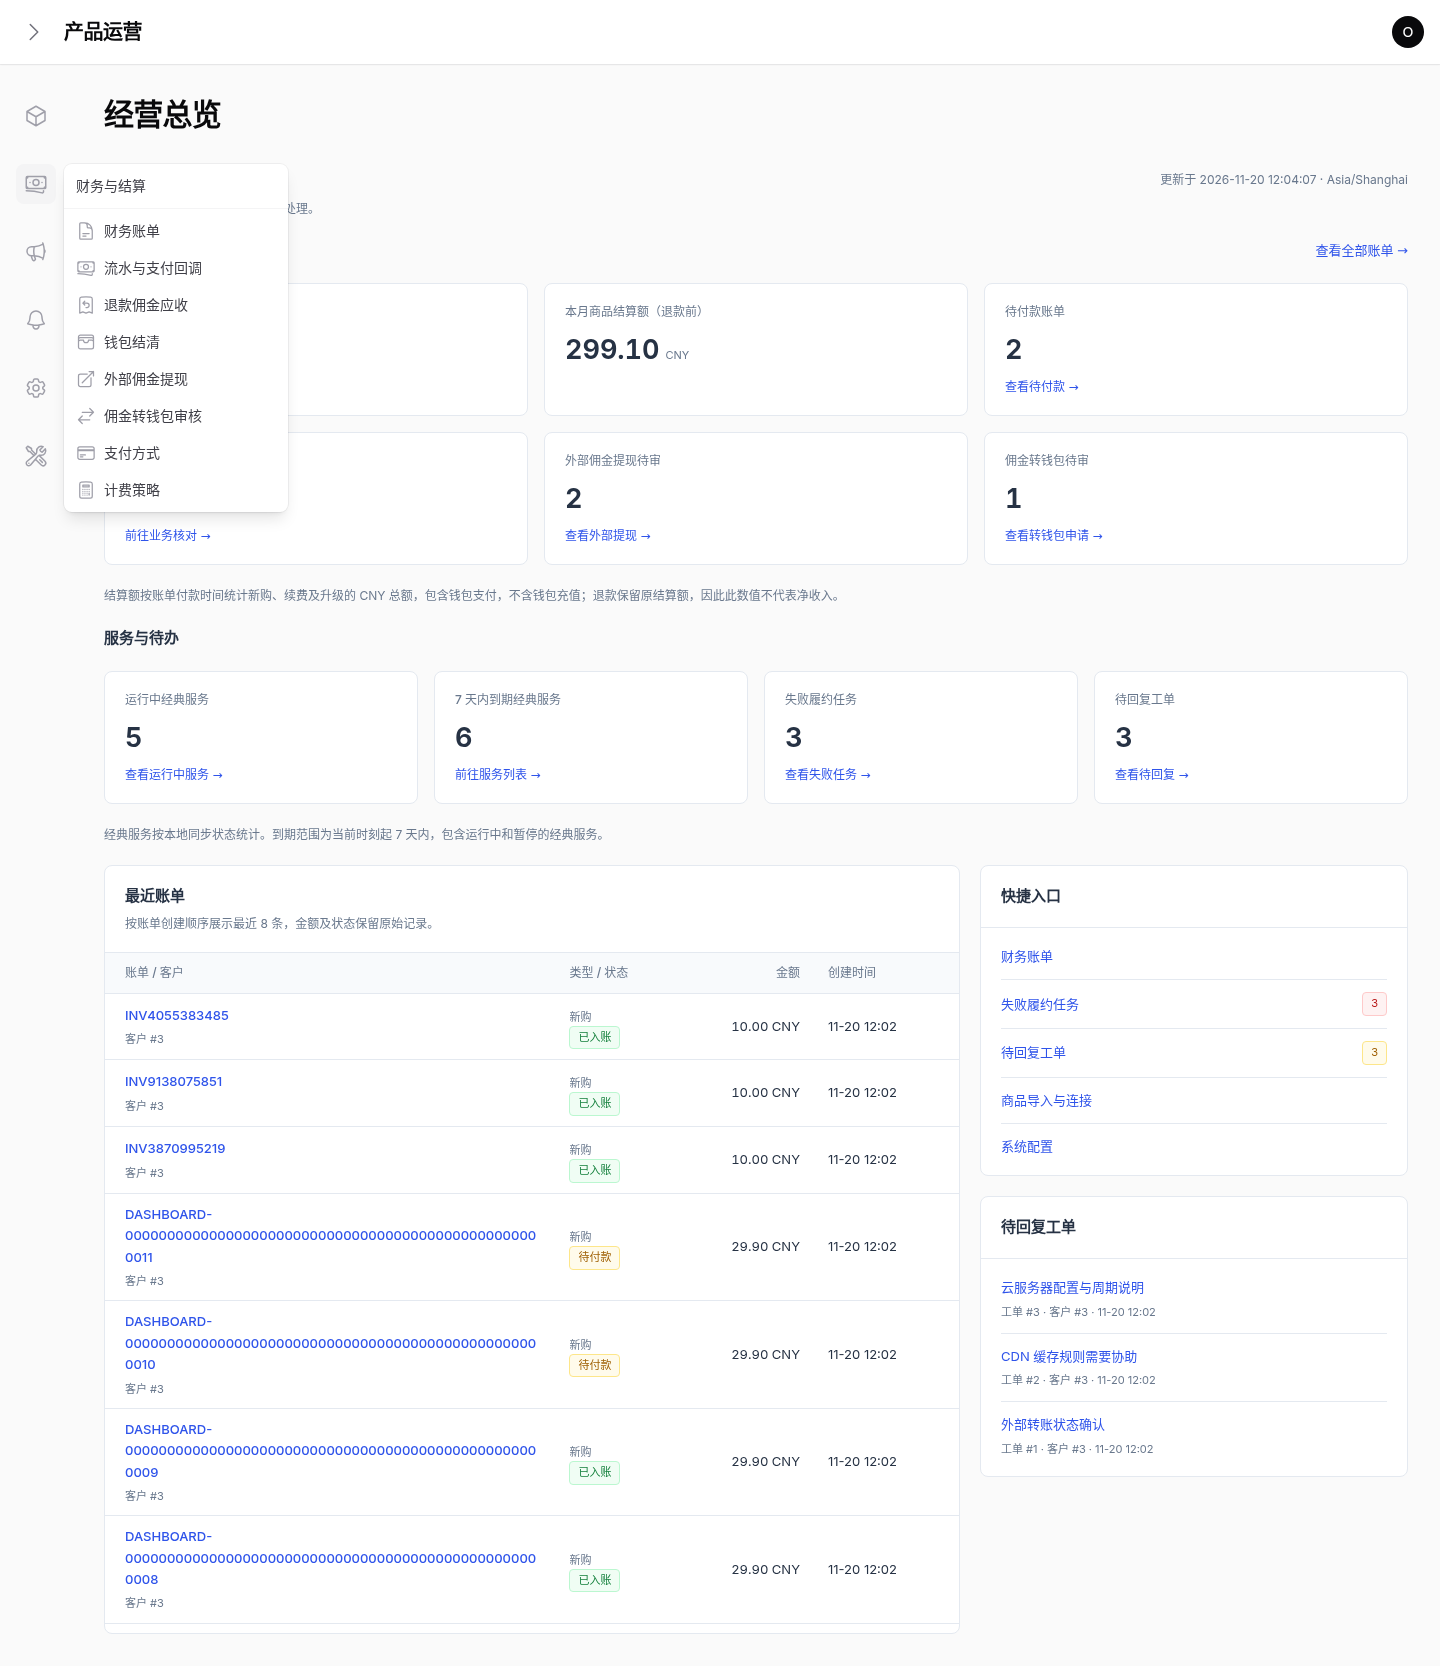 产品运营
O
经营总览
财务与结算
财务账单
流水与支付回调
退款佣金应收
钱包结清
外部佣金提现
佣金转钱包审核
支付方式
计费策略
更新于 2026-11-20 12:04:07 · Asia/Shanghai
处理。
查看全部账单 →
本月商品结算额（退款前）
299.10 CNY
待付款账单
2
查看待付款 →
前往业务核对 →
外部佣金提现待审
2
查看外部提现 →
佣金转钱包待审
1
查看转钱包申请 →
结算额按账单付款时间统计新购、续费及升级的 CNY 总额，包含钱包支付，不含钱包充值；退款保留原结算额，因此此数值不代表净收入。
服务与待办
运行中经典服务
5
查看运行中服务 →
7 天内到期经典服务
6
前往服务列表 →
失败履约任务
3
查看失败任务 →
待回复工单
3
查看待回复 →
经典服务按本地同步状态统计。到期范围为当前时刻起 7 天内，包含运行中和暂停的经典服务。
最近账单
按账单创建顺序展示最近 8 条，金额及状态保留原始记录。
账单 / 客户 类型 / 状态 金额 创建时间
INV4055383485
客户 #3
新购
已入账
10.00 CNY
11-20 12:02
INV9138075851
客户 #3
新购
已入账
10.00 CNY
11-20 12:02
INV3870995219
客户 #3
新购
已入账
10.00 CNY
11-20 12:02
DASHBOARD-
0000000000000000000000000000000000000000000000000
0011
客户 #3
新购
待付款
29.90 CNY
11-20 12:02
DASHBOARD-
0000000000000000000000000000000000000000000000000
0010
客户 #3
新购
待付款
29.90 CNY
11-20 12:02
DASHBOARD-
0000000000000000000000000000000000000000000000000
0009
客户 #3
新购
已入账
29.90 CNY
11-20 12:02
DASHBOARD-
0000000000000000000000000000000000000000000000000
0008
客户 #3
新购
已入账
29.90 CNY
11-20 12:02
快捷入口
财务账单
失败履约任务 3
待回复工单 3
商品导入与连接
系统配置
待回复工单
云服务器配置与周期说明
工单 #3 · 客户 #3 · 11-20 12:02
CDN 缓存规则需要协助
工单 #2 · 客户 #3 · 11-20 12:02
外部转账状态确认
工单 #1 · 客户 #3 · 11-20 12:02